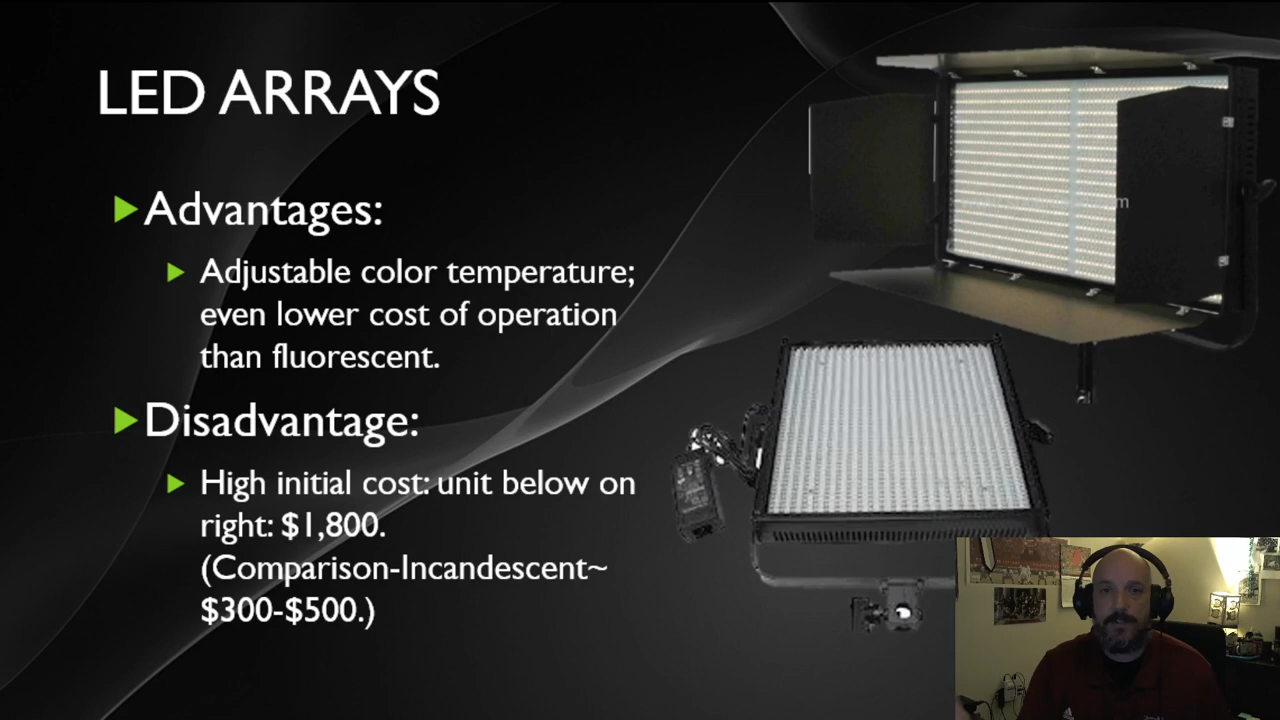 LED ARRAYS
Advantages:
Adjustable color temperature;
even lower cost of operation
than fluorescent.
Disadvantage:
High initial cost: unit below on
right: $1,800.
(Comparison-Incandescent~
$300-$500.)